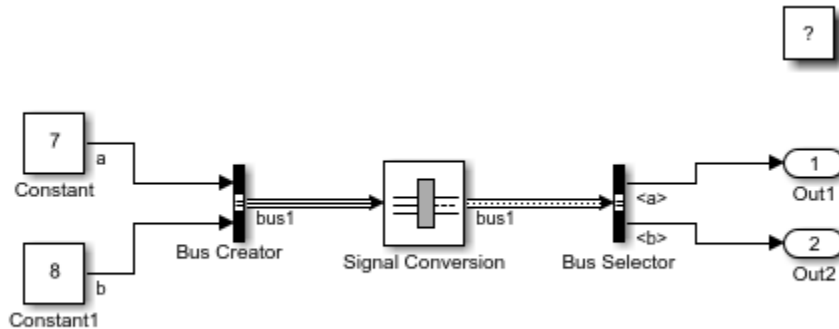 ?
7
a
Constant
8
b
Constant1
Bus Creator
bus1
Signal Conversion
bus1
<a>
<b>
Bus Selector
1
Out1
2
Out2